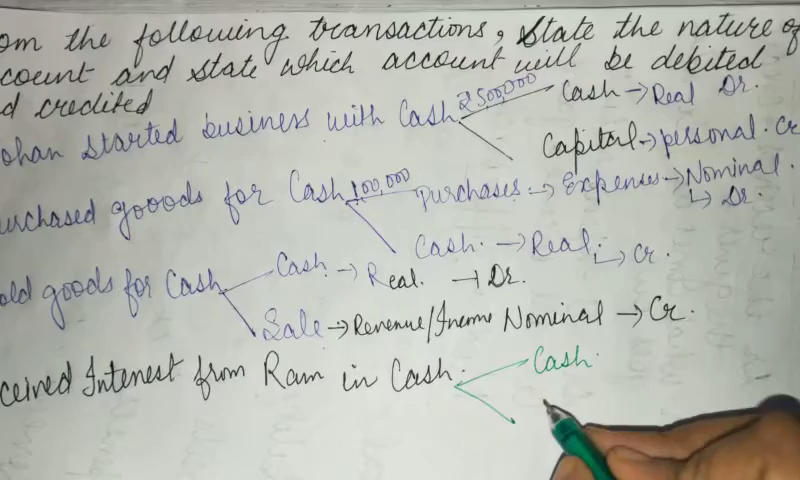 om the following transactions, State the nature of
count and state which account will be debited
d credited
ohan started business with Cash ₹500,000 Cash → Real Dr.
Capital → personal. Cr
urchased gooods for Cash 100,000 purchases. → Expenses → Nominal.
↳ Dr.
Cash. → Real. ↳ Cr.
old goods for Cash Cash → Real. → Dr.
Sale → Revenue/Income Nominal → Cr.
ceived Interest from Ram in Cash. Cash.